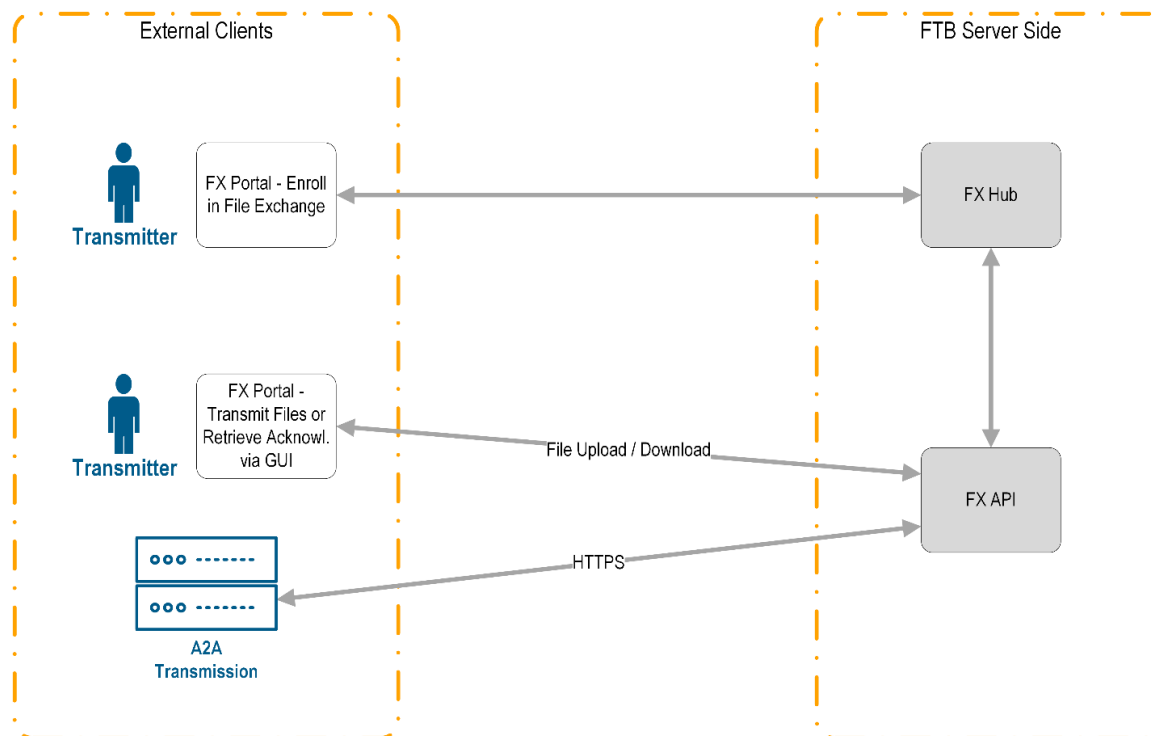 External Clients
FTB Server Side
FX Portal - Enroll
in File Exchange
Transmitter
FX Hub
FX Portal -
Transmit Files or
Retrieve Acknowl.
via GUI
Transmitter
File Upload / Download
FX API
HTTPS
A2A
Transmission